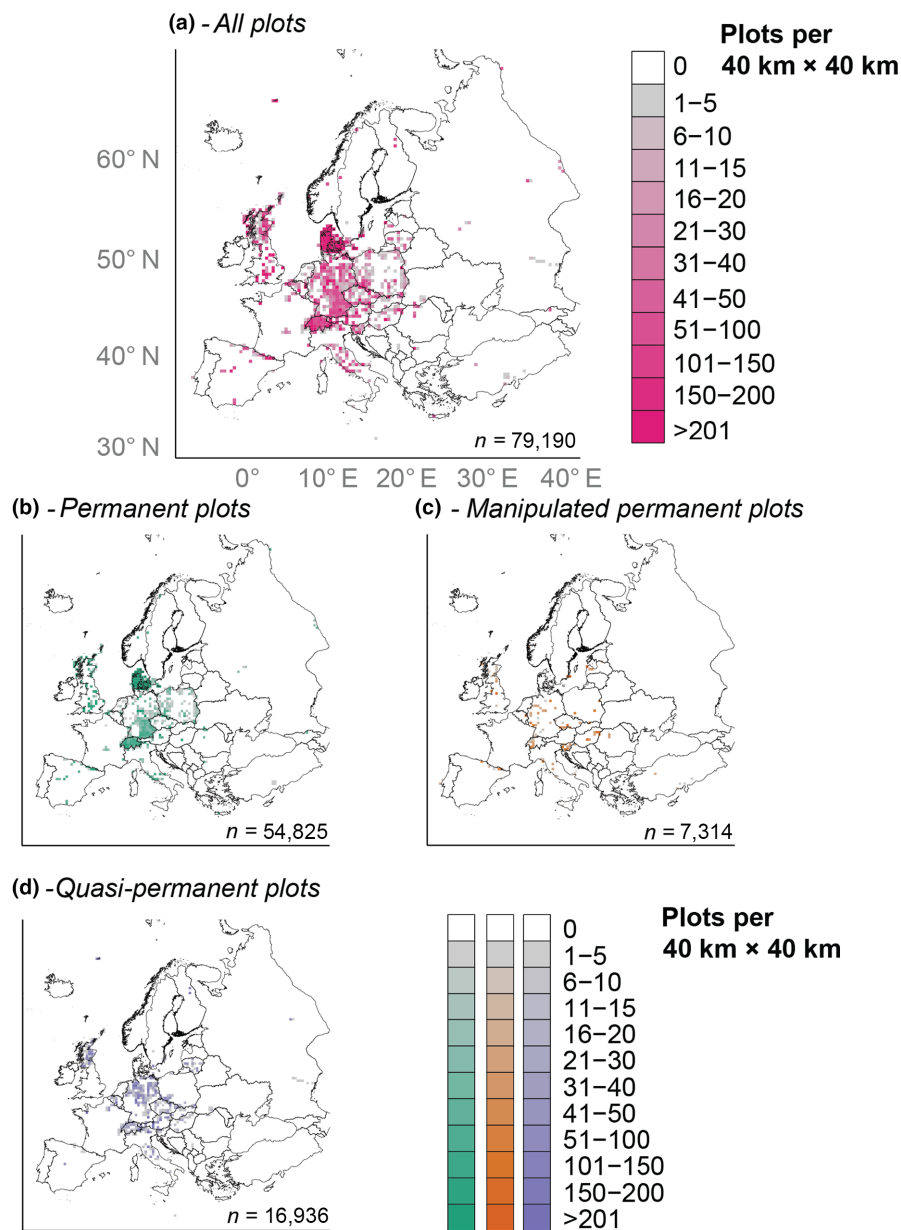 (a) - All plots
Plots per
40 km × 40 km
0
1–5
6–10
11–15
16–20
21–30
31–40
41–50
51–100
101–150
150–200
>201
60° N
50° N
40° N
30° N
n = 79,190
0° 10° E 20° E 30° E 40° E
(b) - Permanent plots
n = 54,825
(c) - Manipulated permanent plots
n = 7,314
(d) - Quasi-permanent plots
n = 16,936
Plots per
40 km × 40 km
0
1–5
6–10
11–15
16–20
21–30
31–40
41–50
51–100
101–150
150–200
>201